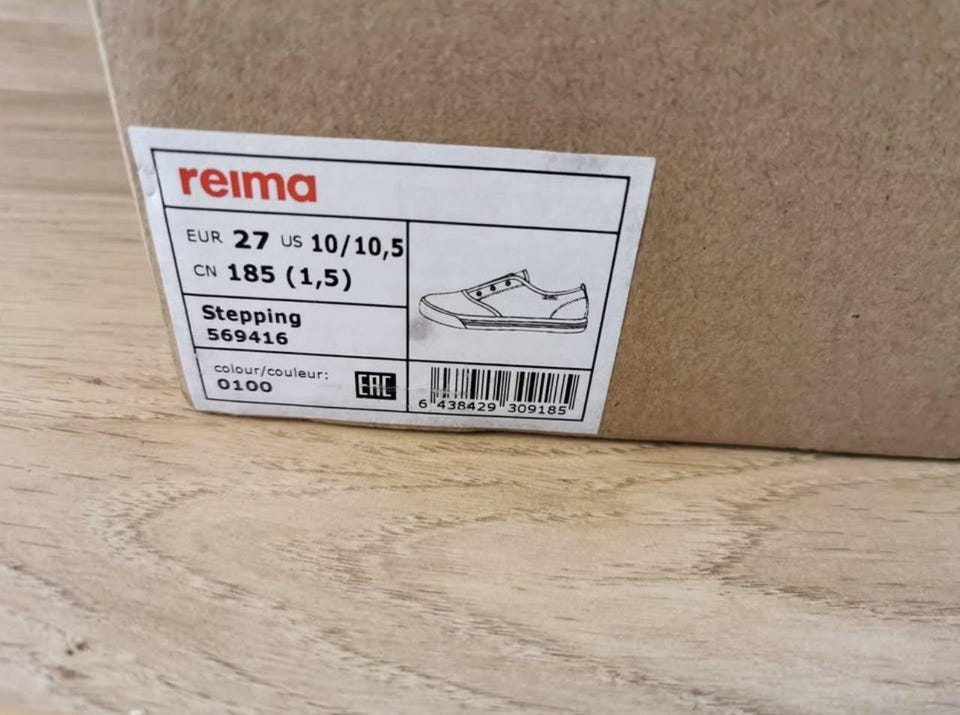 reima
EUR 27 US 10/10,5
CN 185 (1,5)
Stepping
569416
colour/couleur:
0100
EAC
6 438429 309185